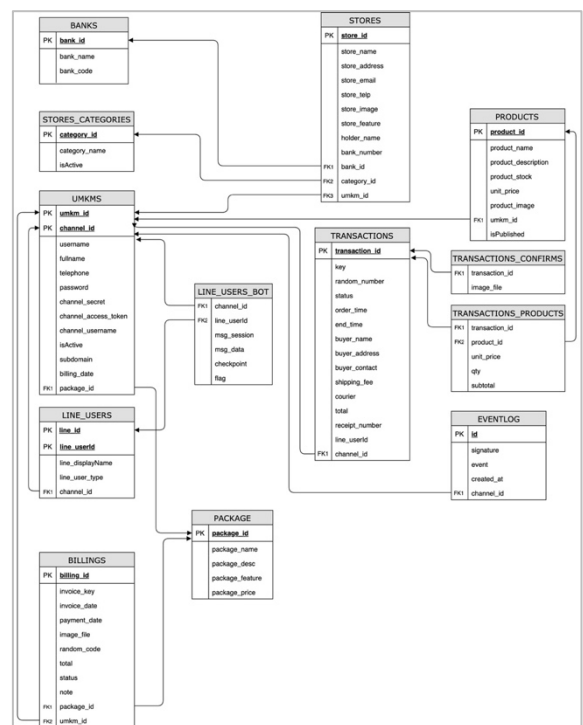 BANKS
PK bank_id
bank_name
bank_code
STORES
PK store_id
store_name
store_address
store_email
store_telp
store_image
store_feature
holder_name
bank_number
FK1 bank_id
FK2 category_id
FK3 umkm_id
STORES_CATEGORIES
PK category_id
category_name
isActive
PRODUCTS
PK product_id
product_name
product_description
product_stock
unit_price
product_image
FK1 umkm_id
isPublished
UMKMS
PK umkm_id
PK channel_id
username
fullname
telephone
password
channel_secret
channel_access_token
channel_username
isActive
subdomain
billing_date
FK1 package_id
LINE_USERS_BOT
FK1 channel_id
FK2 line_userId
msg_session
msg_data
checkpoint
flag
TRANSACTIONS
PK transaction_id
key
random_number
status
order_time
end_time
buyer_name
buyer_address
buyer_contact
shipping_fee
courier
total
receipt_number
line_userId
FK1 channel_id
TRANSACTIONS_CONFIRMS
FK1 transaction_id
image_file
TRANSACTIONS_PRODUCTS
FK1 transaction_id
FK2 product_id
unit_price
qty
subtotal
LINE_USERS
PK line_id
PK line_userId
line_displayName
line_user_type
FK1 channel_id
EVENTLOG
PK id
signature
event
created_at
FK1 channel_id
PACKAGE
PK package_id
package_name
package_desc
package_feature
package_price
BILLINGS
PK billing_id
invoice_key
invoice_date
payment_date
image_file
random_code
total
status
note
FK1 package_id
FK2 umkm_id